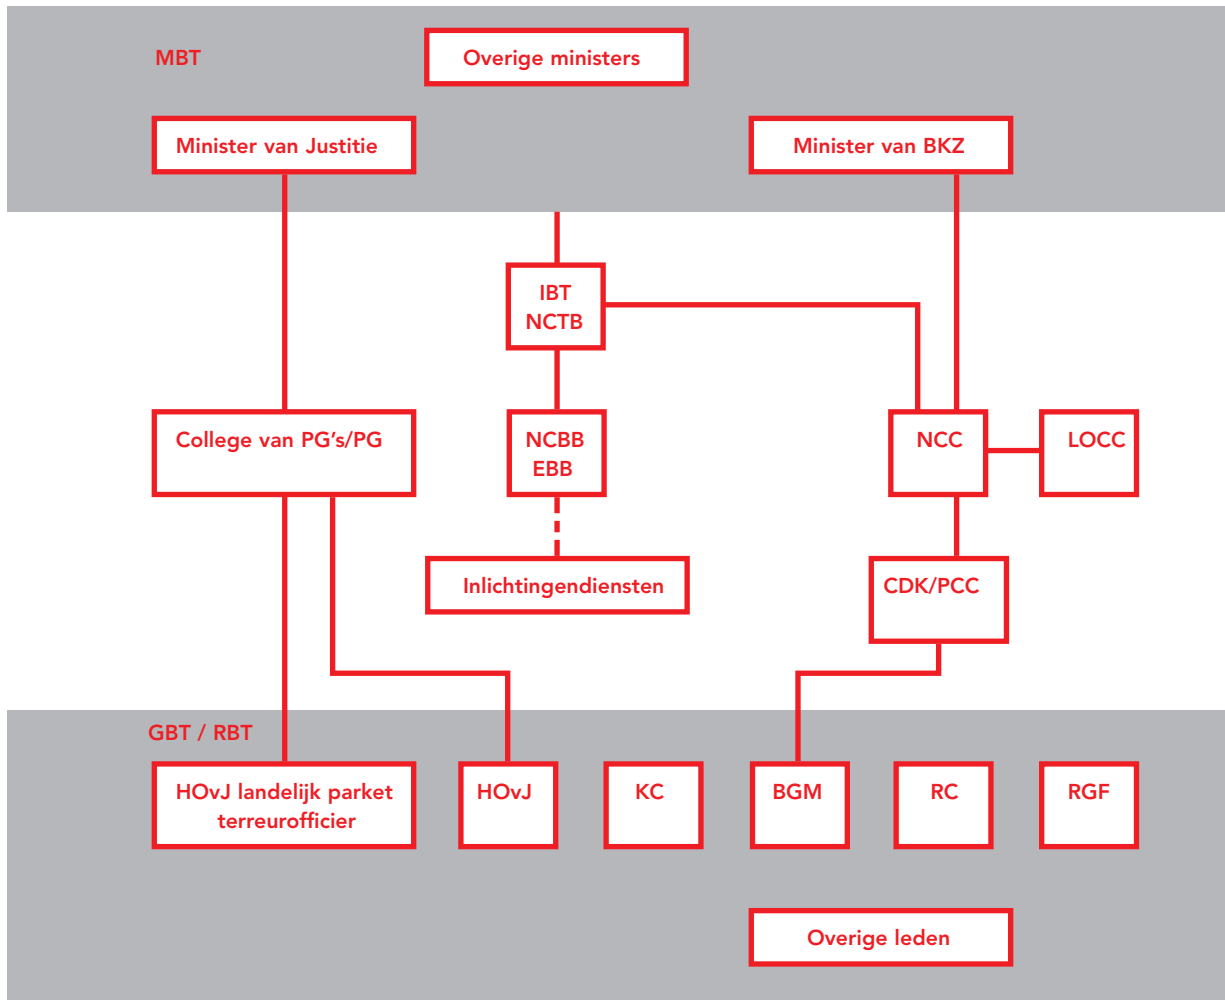 MBT
Overige ministers
Minister van Justitie
Minister van BKZ
IBT
NCTB
College van PG's/PG
NCBB
EBB
NCC
LOCC
Inlichtingendiensten
CDK/PCC
GBT / RBT
HOvJ landelijk parket
terreurofficier
HOvJ
KC
BGM
RC
RGF
Overige leden